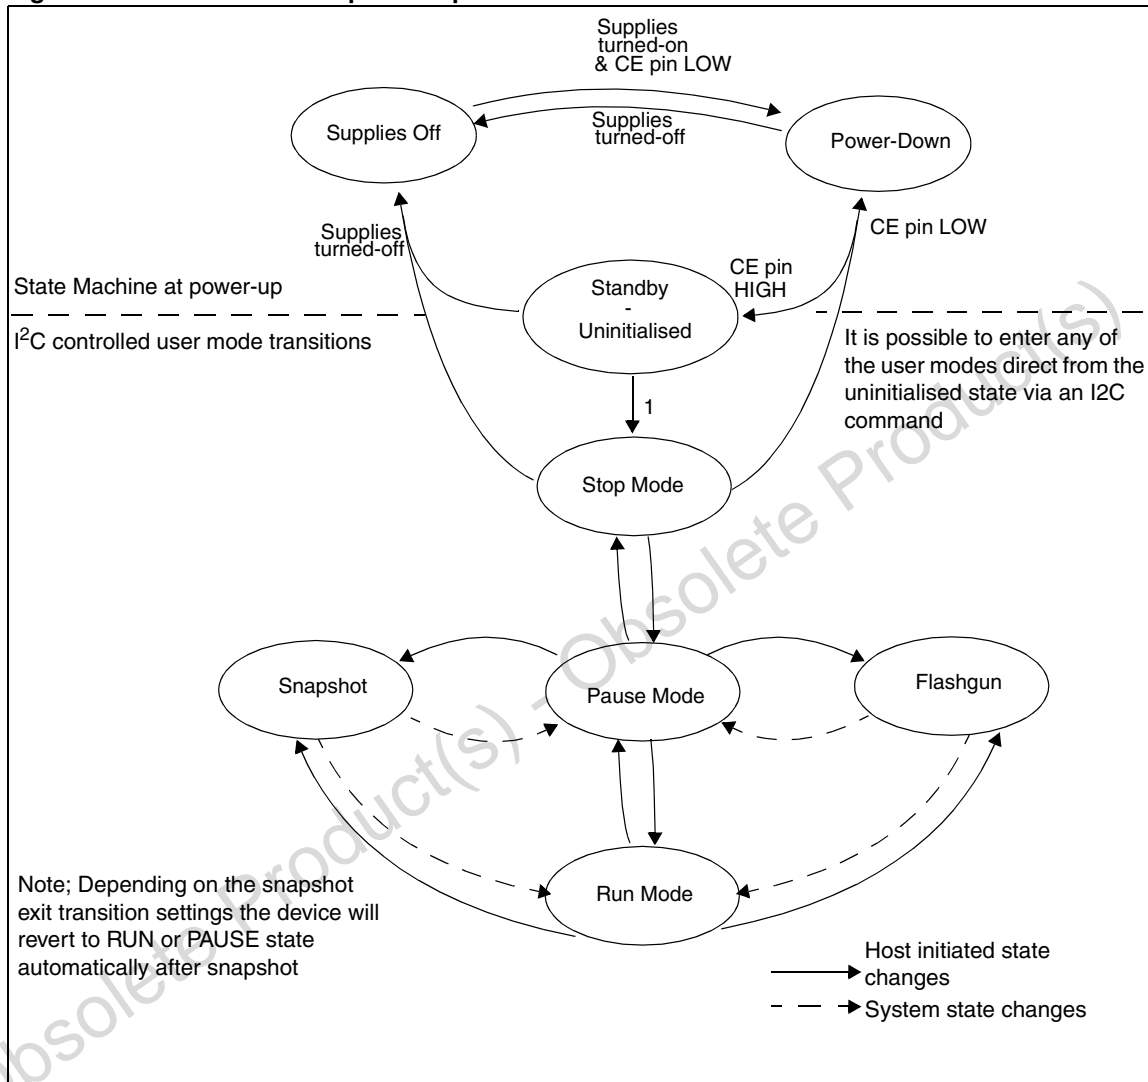 Supplies
turned-on
& CE pin LOW
Supplies Off
Supplies
turned-off
Power-Down
Supplies
turned-off
CE pin LOW
CE pin
HIGH
Standby
-
Uninitialised
State Machine at power-up
I²C controlled user mode transitions
It is possible to enter any of
the user modes direct from the
uninitialised state via an I2C
command
1
Stop Mode
Snapshot
Pause Mode
Flashgun
Run Mode
Note; Depending on the snapshot
exit transition settings the device will
revert to RUN or PAUSE state
automatically after snapshot
Host initiated state
changes
System state changes
Obsolete Product(s) - Obsolete Product(s)